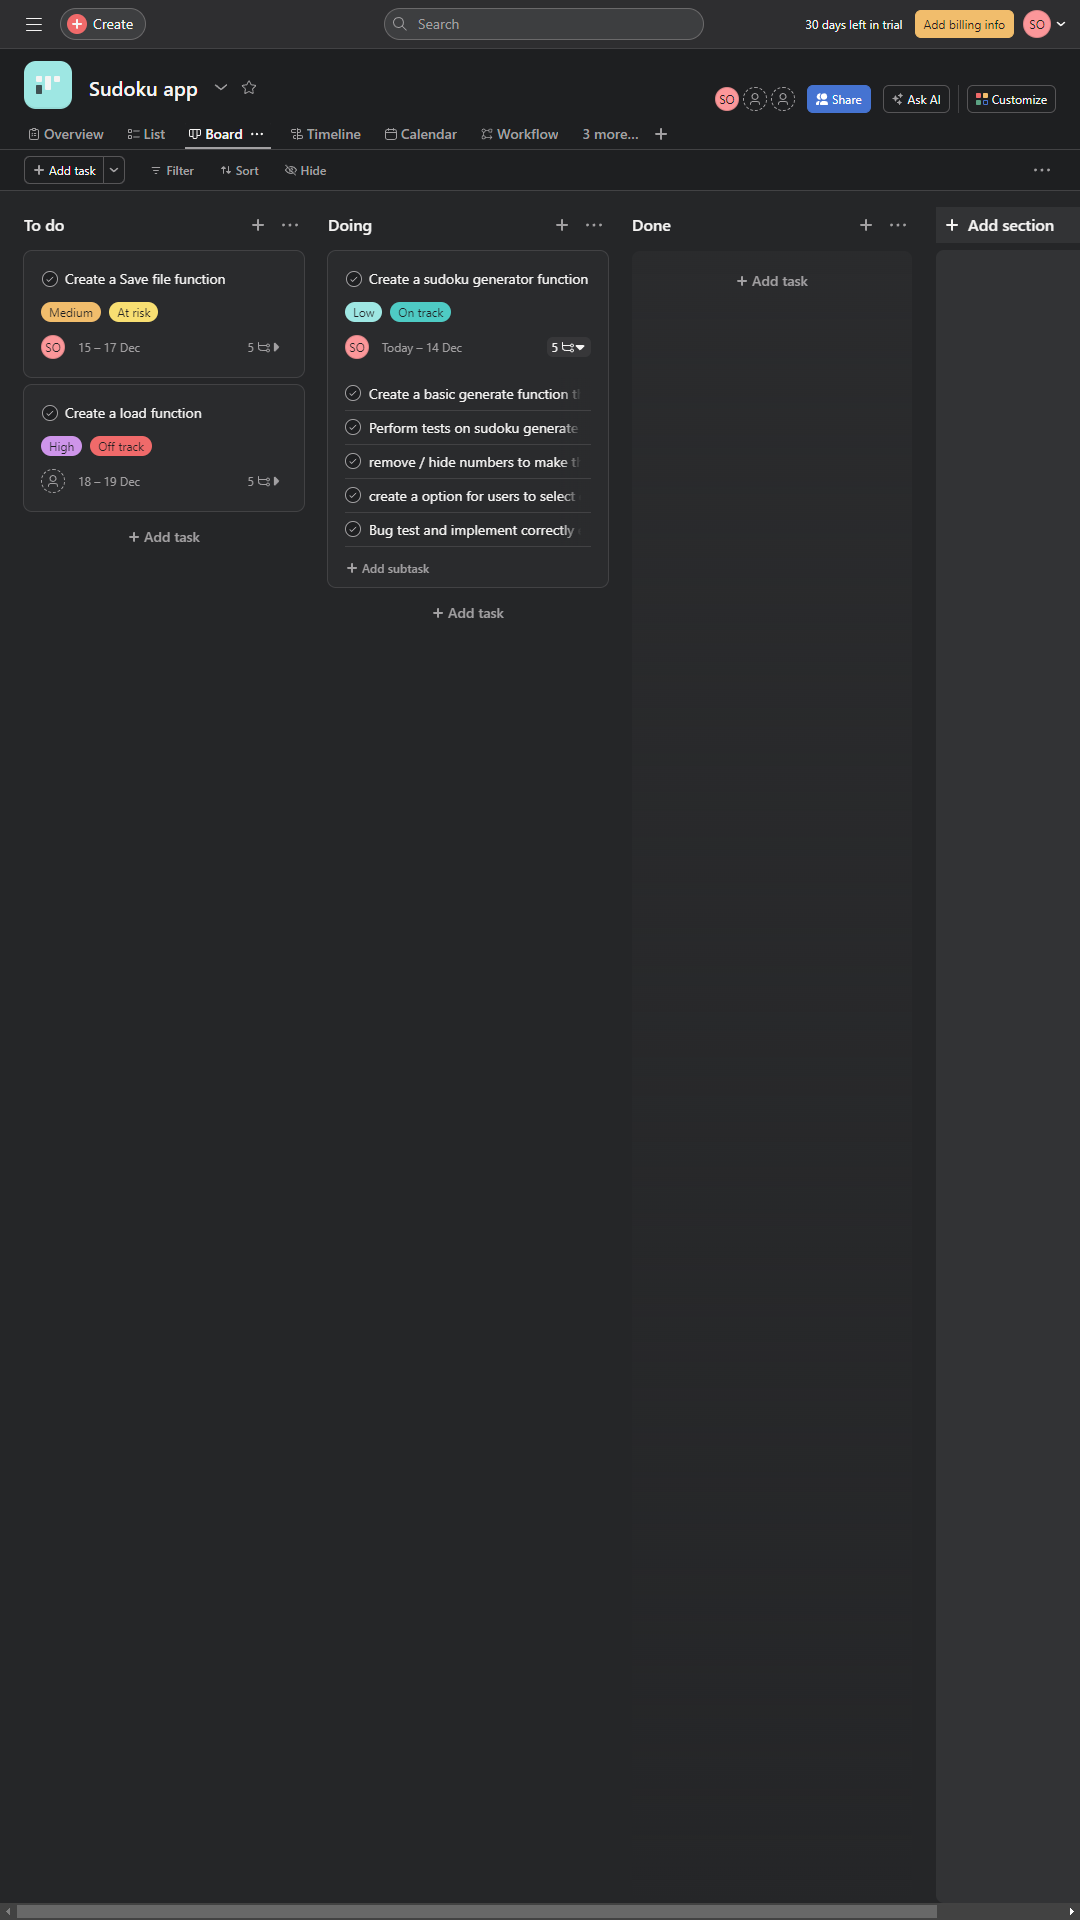 Create
Search
30 days left in trial
Add billing info
SO
Sudoku app
SO
Share
Ask AI
Customize
Overview
List
Board
Timeline
Calendar
Workflow
3 more...
Add task
Filter
Sort
Hide
To do
Create a Save file function
Medium
At risk
SO
15 – 17 Dec
5
Create a load function
High
Off track
18 – 19 Dec
5
Add task
Doing
Create a sudoku generator function
Low
On track
SO
Today – 14 Dec
5
Create a basic generate function
Perform tests on sudoku generate
remove / hide numbers to make
create a option for users to select
Bug test and implement correctly
Add subtask
Add task
Done
Add task
Add section